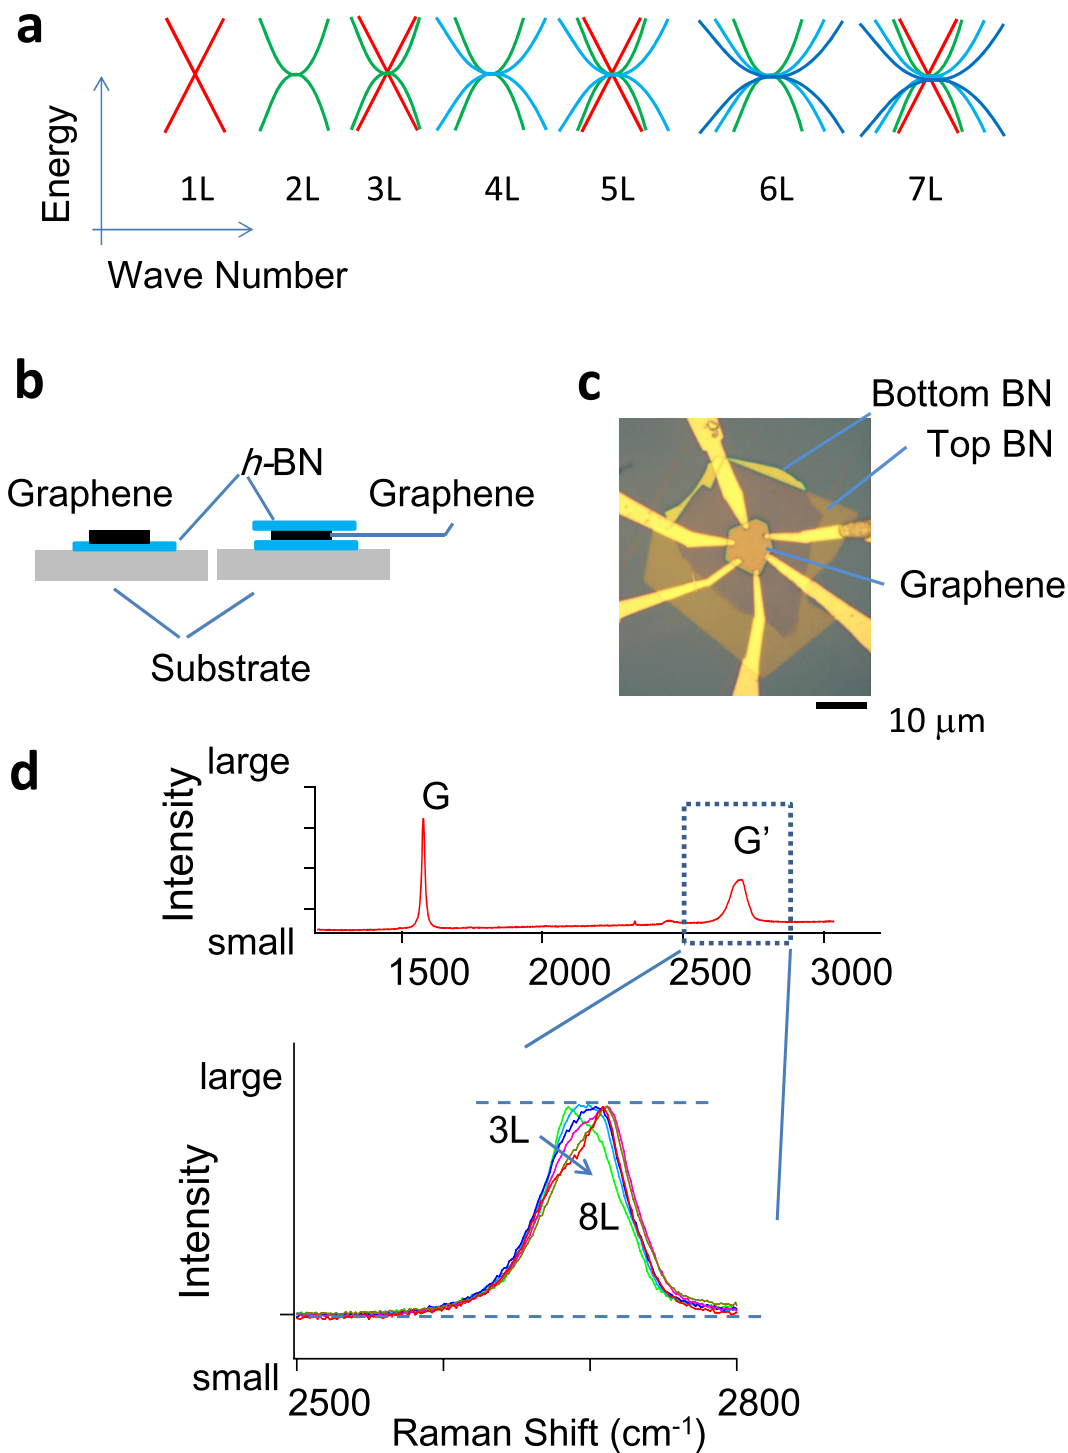 a
Energy
1L 2L 3L 4L 5L 6L 7L
Wave Number
b
h-BN
Graphene
Graphene
Substrate
c
Bottom BN
Top BN
Graphene
10 μm
d
large
Intensity
small
G
G’
1500 2000 2500 3000
large
Intensity
small
3L
8L
2500 2800
Raman Shift (cm-1)